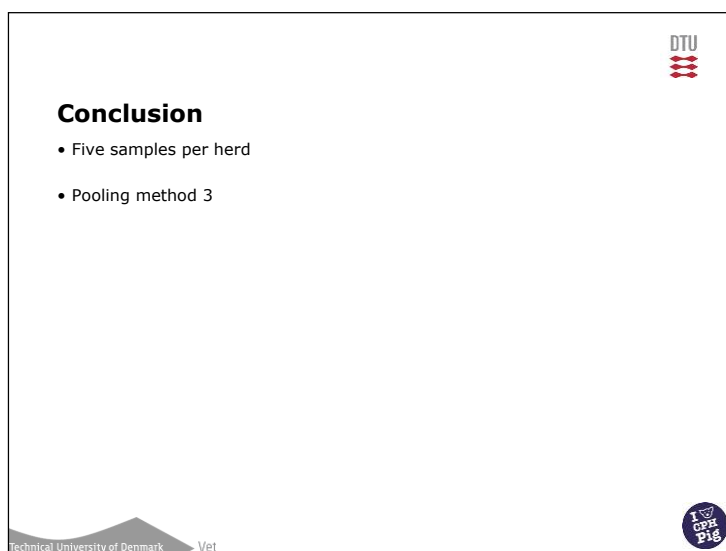 DTU
Conclusion
• Five samples per herd
• Pooling method 3
Technical University of Denmark Vet
I
CPH
Pig